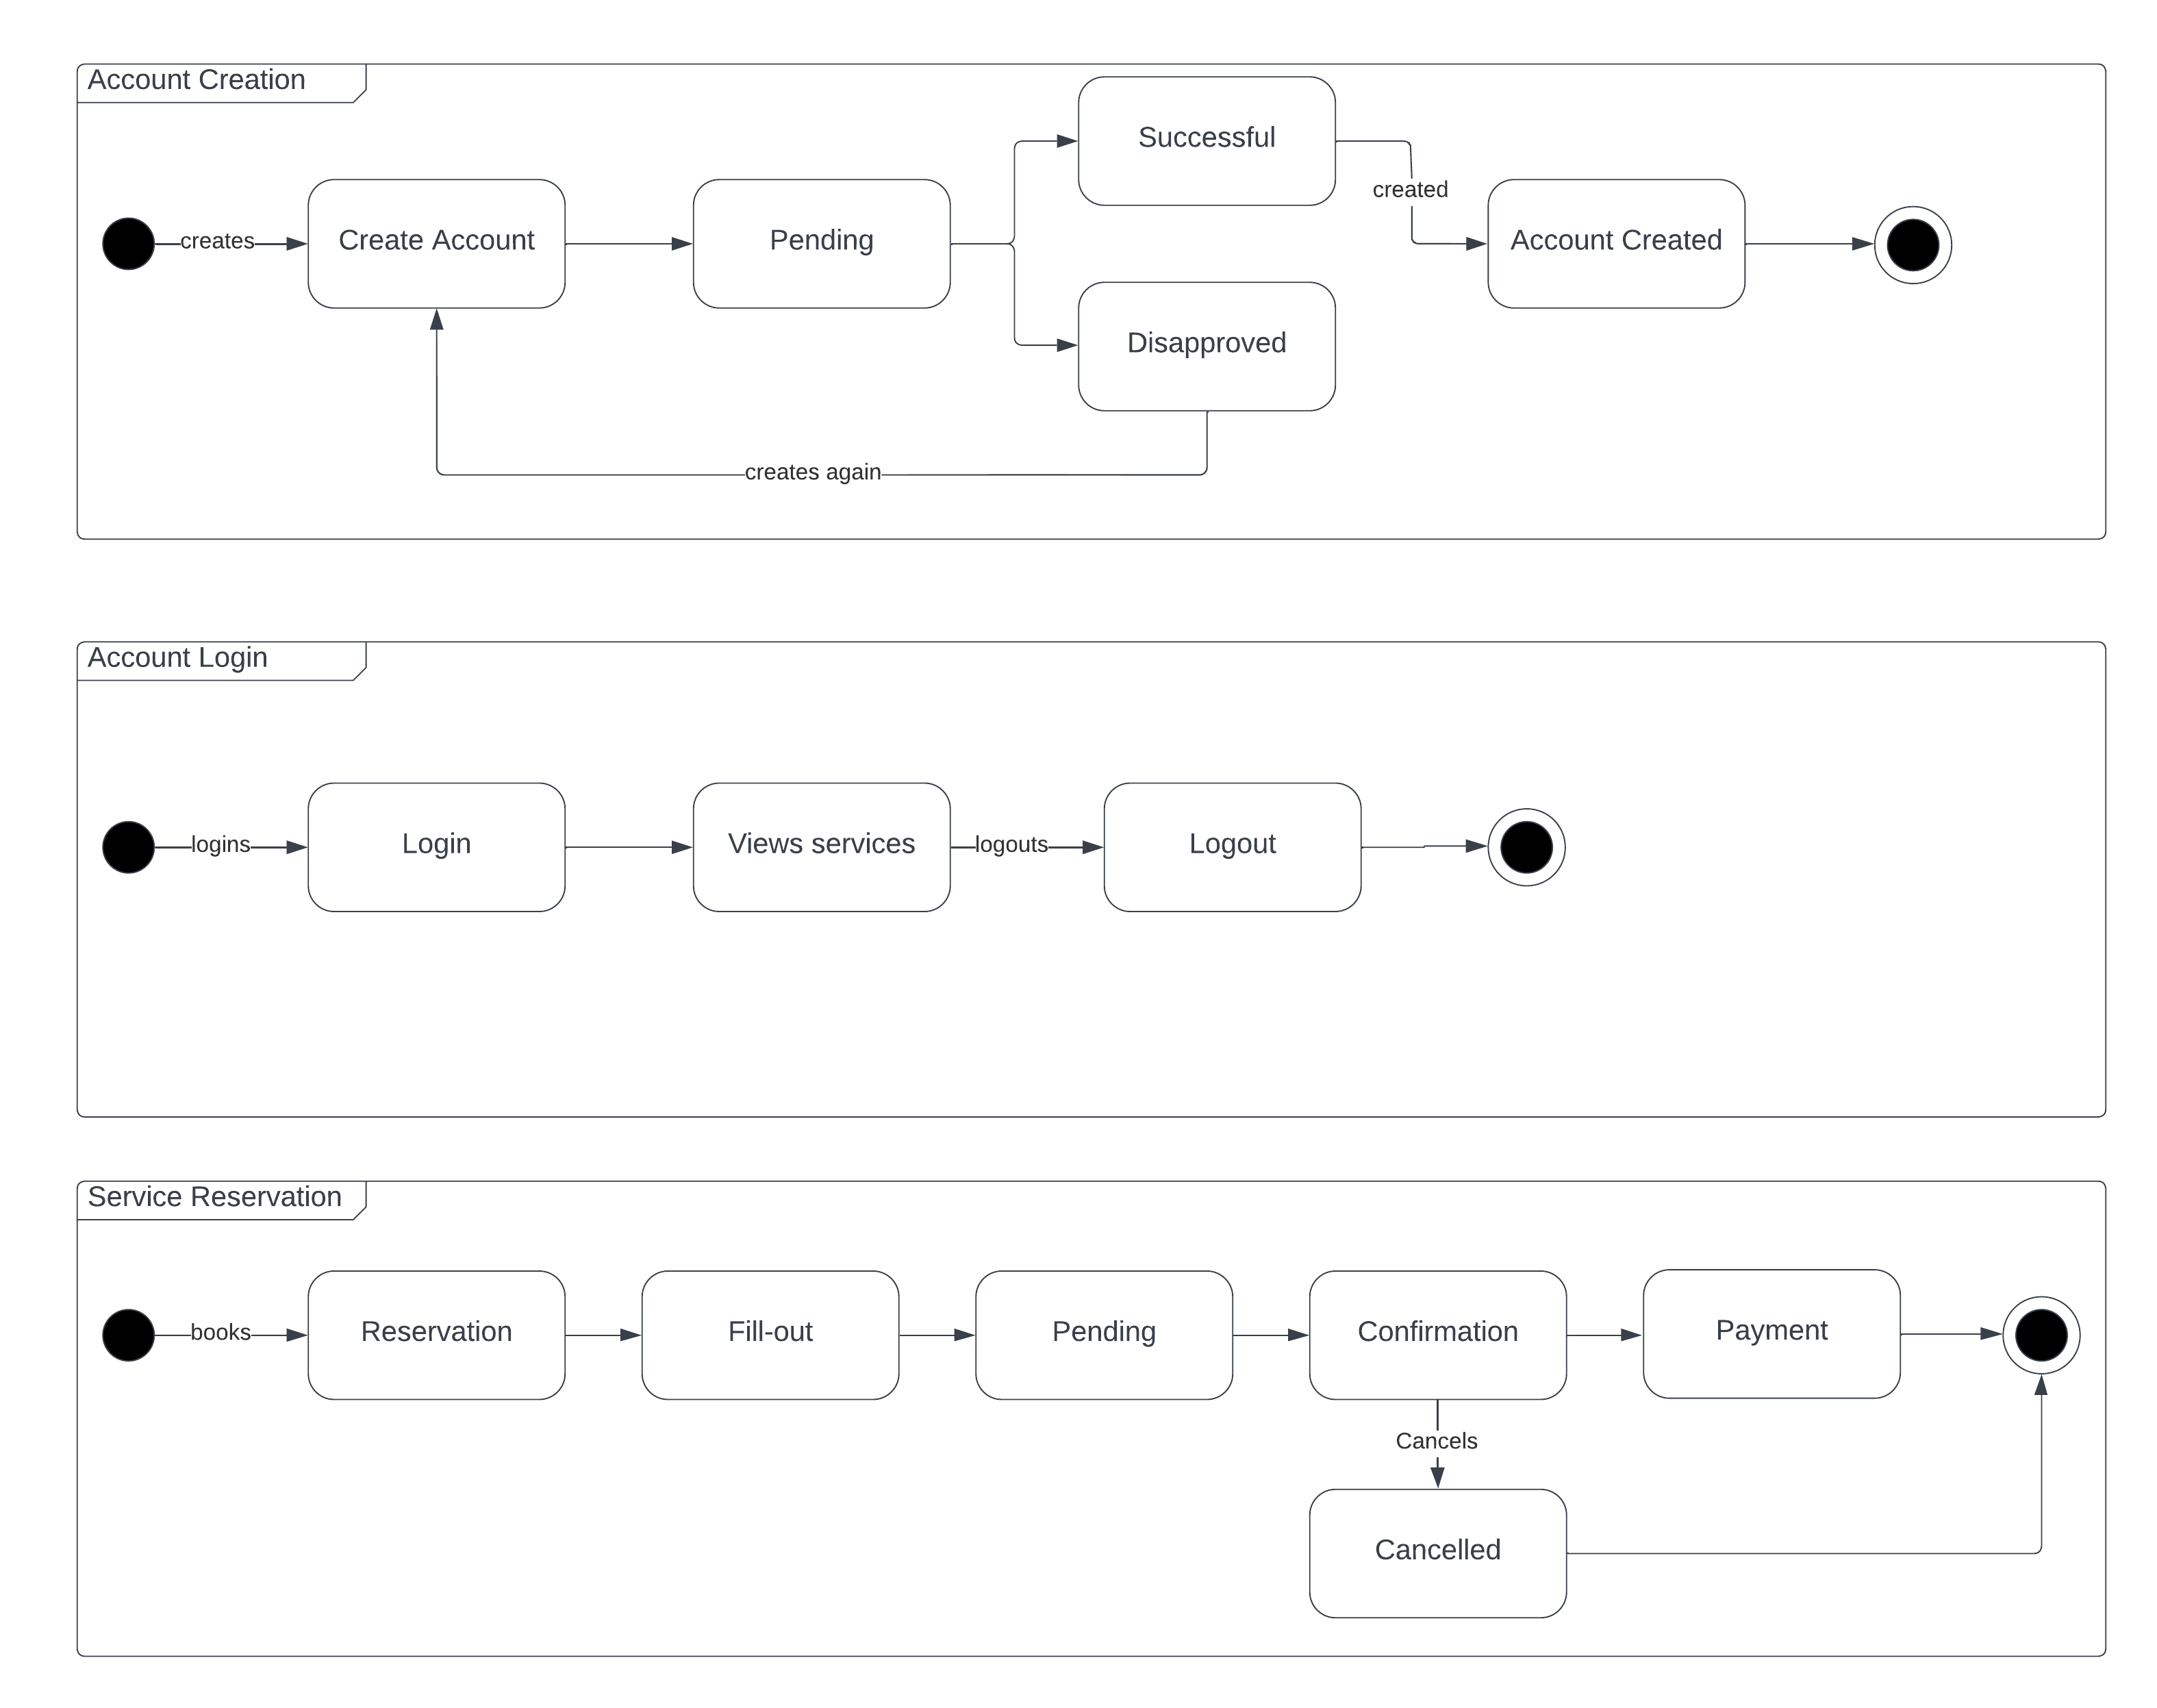 Account Creation
Successful
created
creates
Create Account
Pending
Account Created
Disapproved
creates again
Account Login
logins
Login
Views services
logouts
Logout
Service Reservation
books
Reservation
Fill-out
Pending
Confirmation
Payment
Cancels
Cancelled